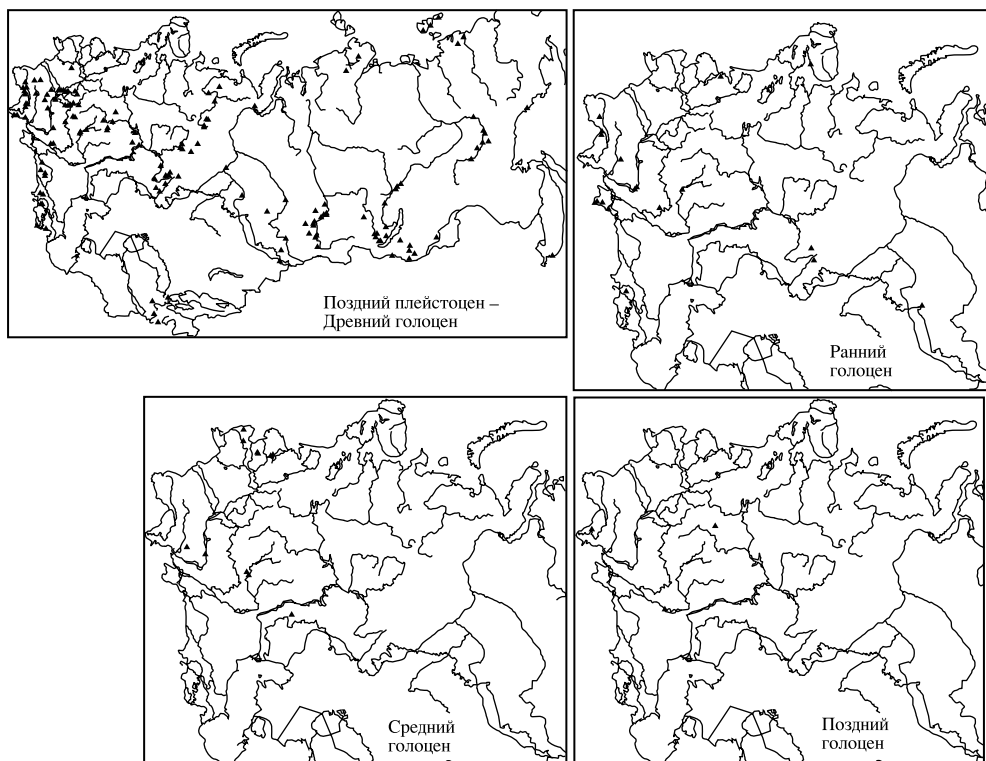 Поздний плейстоцен –
Древний голоцен
Ранний
голоцен
Средний
голоцен
Поздний
голоцен